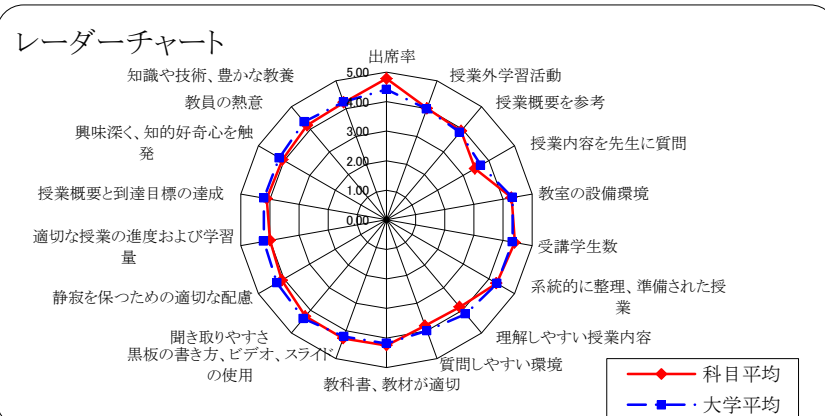 レーダーチャート
出席率
授業外学習活動
授業概要を参考
授業内容を先生に質問
教室の設備環境
受講学生数
系統的に整理、準備された授
業
理解しやすい授業内容
質問しやすい環境
教科書、教材が適切
黒板の書き方、ビデオ、スライド
の使用
聞き取りやすさ
静寂を保つための適切な配慮
適切な授業の進度および学習
量
授業概要と到達目標の達成
興味深く、知的好奇心を触
発
教員の熱意
知識や技術、豊かな教養
5.00
4.00
3.00
2.00
1.00
0.00
科目平均
大学平均